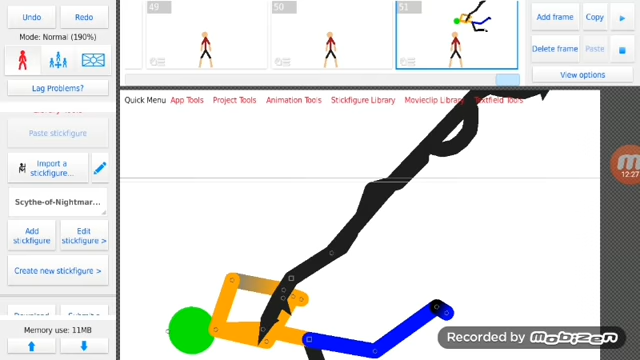 Undo Redo
Mode: Normal (190%)
Lag Problems?
Paste stickfigure
Import a
stickfigure...
Scythe-of-Nightmar...
Add
stickfigure
Edit
stickfigure >
Create new stickfigure >
Memory use: 11MB
49
50
51
Add frame
Copy
Delete frame
Paste
View options
Quick Menu App Tools Project Tools Animation Tools Stickfigure Library Movieclip Library Textfield Tools
12:27
Recorded by Mobizen